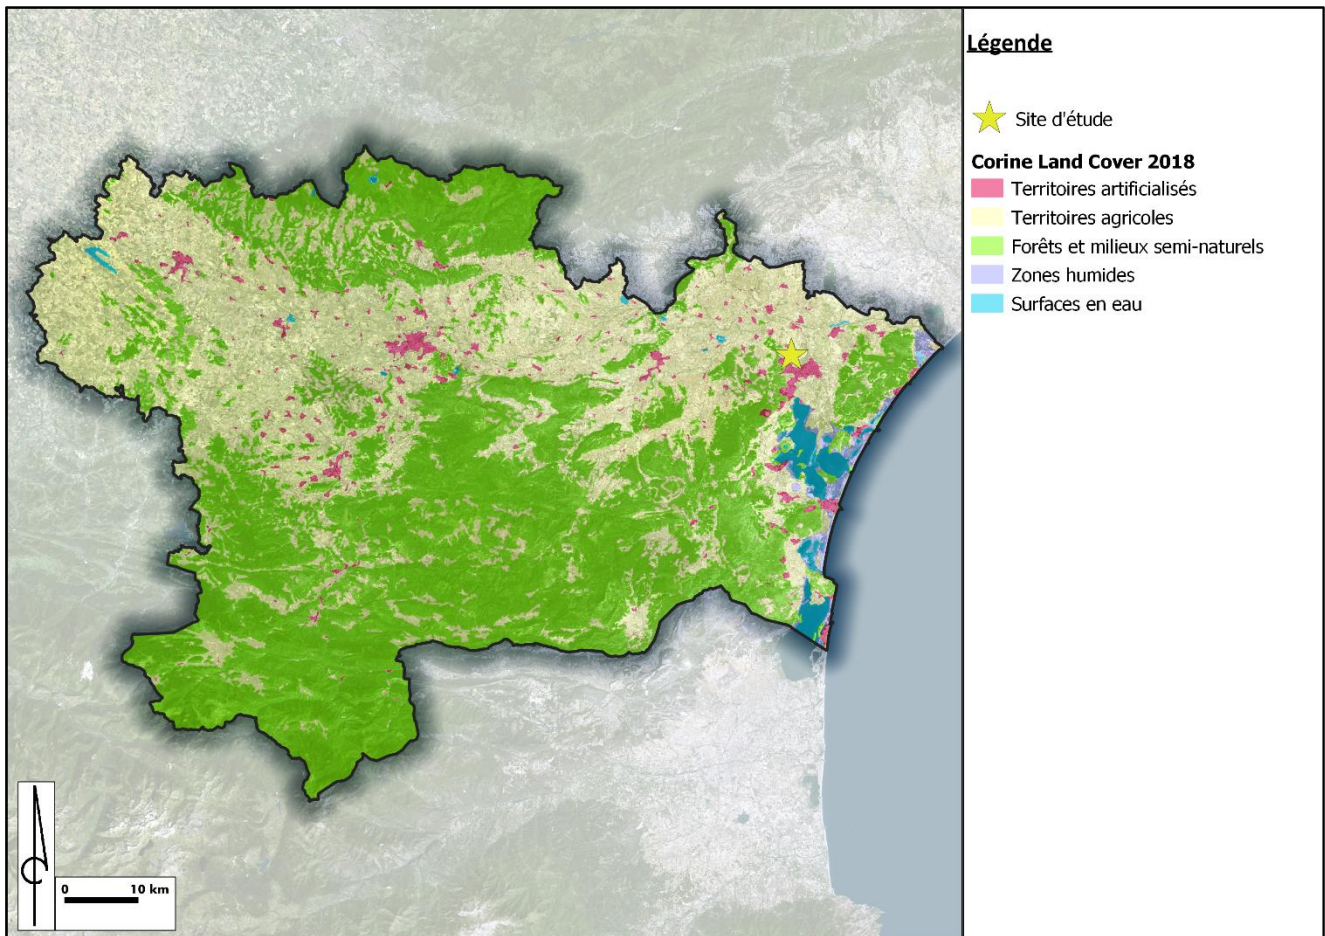 Légende
Site d'étude
Corine Land Cover 2018
Territoires artificialisés
Territoires agricoles
Forêts et milieux semi-naturels
Zones humides
Surfaces en eau
0 10 km